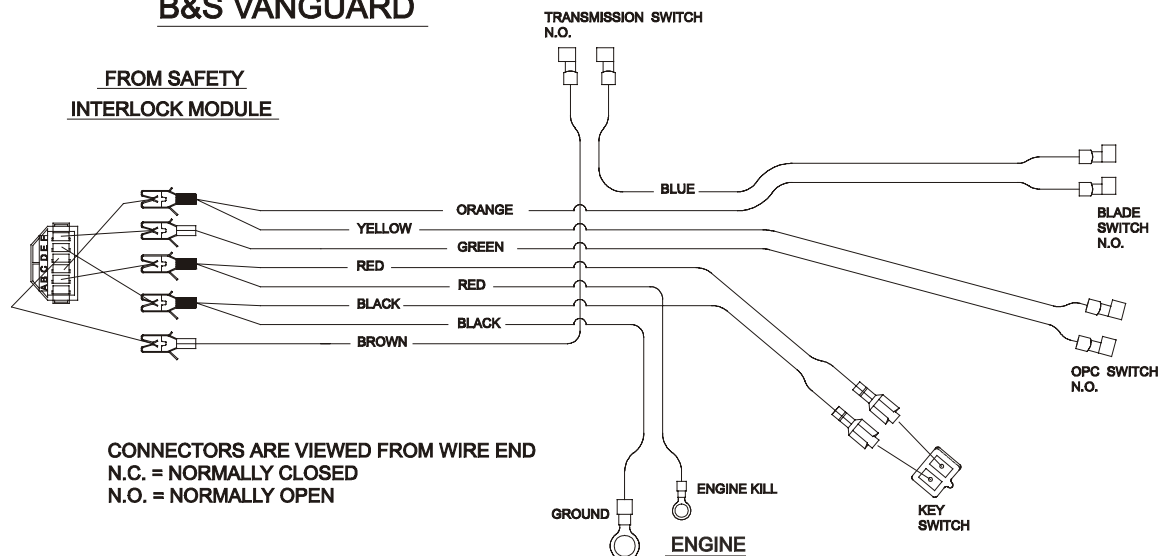 B&S VANGUARD
TRANSMISSION SWITCH
N.O.
FROM SAFETY
INTERLOCK MODULE
BLUE
ORANGE
YELLOW
GREEN
RED
RED
BLACK
BLACK
BROWN
A B C D E F
BLADE
SWITCH
N.O.
OPC SWITCH
N.O.
CONNECTORS ARE VIEWED FROM WIRE END
N.C. = NORMALLY CLOSED
N.O. = NORMALLY OPEN
ENGINE KILL
GROUND
KEY
SWITCH
ENGINE